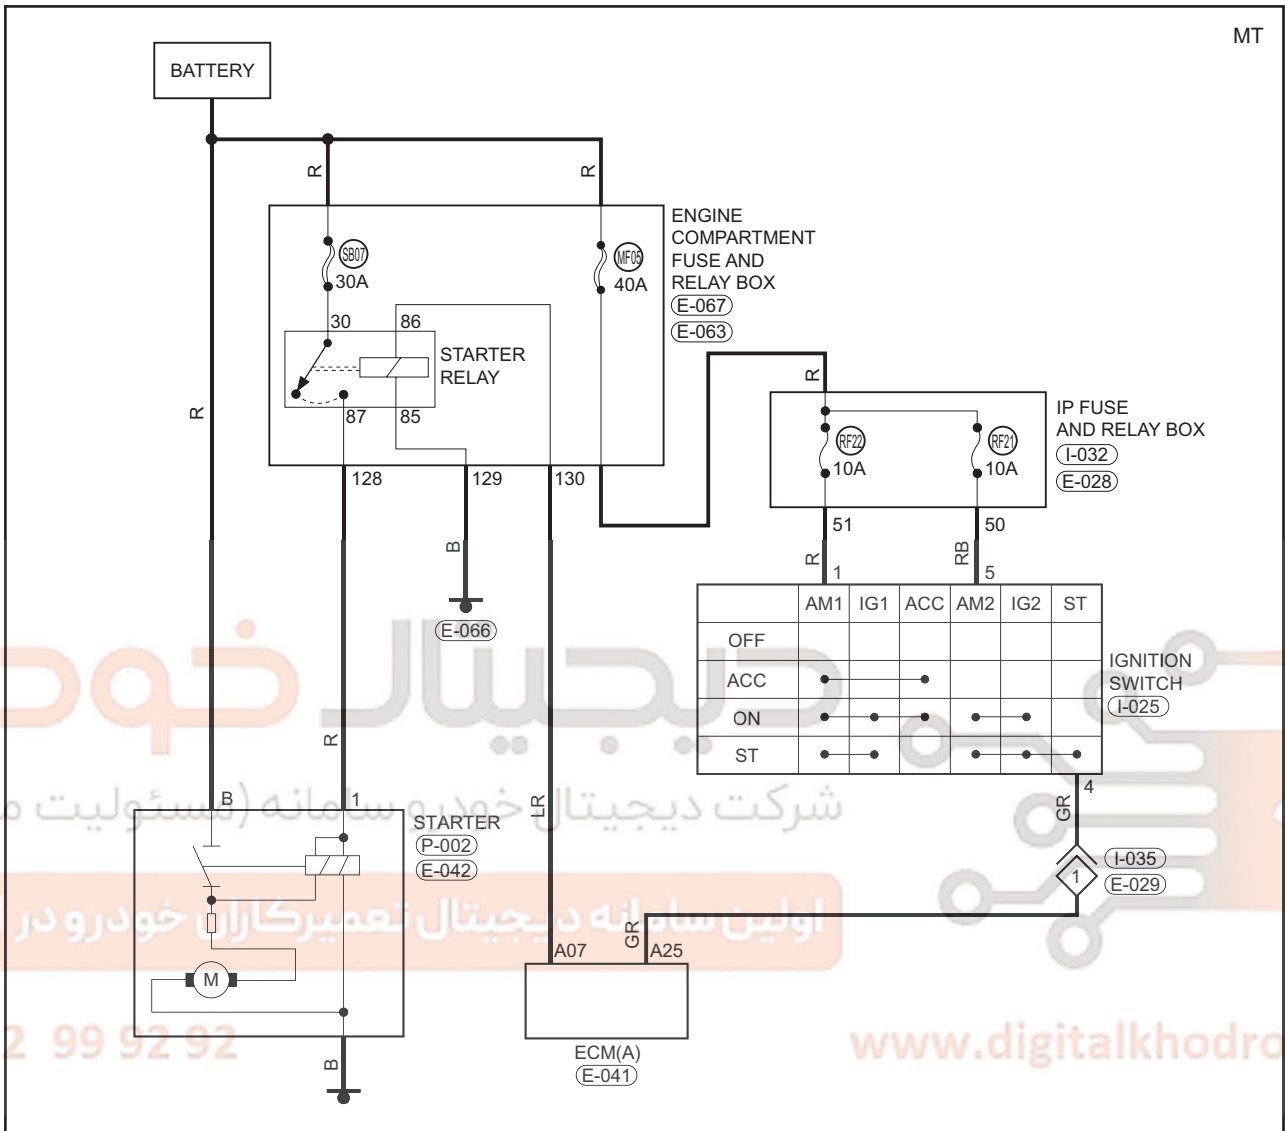 MT
BATTERY
R
R
ENGINE
COMPARTMENT
FUSE AND
RELAY BOX
E-067
E-063
SB07
30A
MF05
40A
30
86
STARTER
RELAY
87
85
R
R
IP FUSE
AND RELAY BOX
I-032
E-028
RF22
10A
RF21
10A
128
129
130
51
50
B
R
RB
1
5
E-066
AM1 IG1 ACC AM2 IG2 ST
OFF
ACC
ON
ST
IGNITION
SWITCH
I-025
دیجیتال خودرو
شرکت دیجیتال خودرو سامانه (مسئولیت
R
LR
4
GR
B
1
STARTER
P-002
E-042
I-035
1
E-029
اولین سامانه دیجیتال تعمیرکاران خودرو در
GR
A07
A25
M
2 99 92 92
www.digitalkhodro
ECM(A)
E-041
B